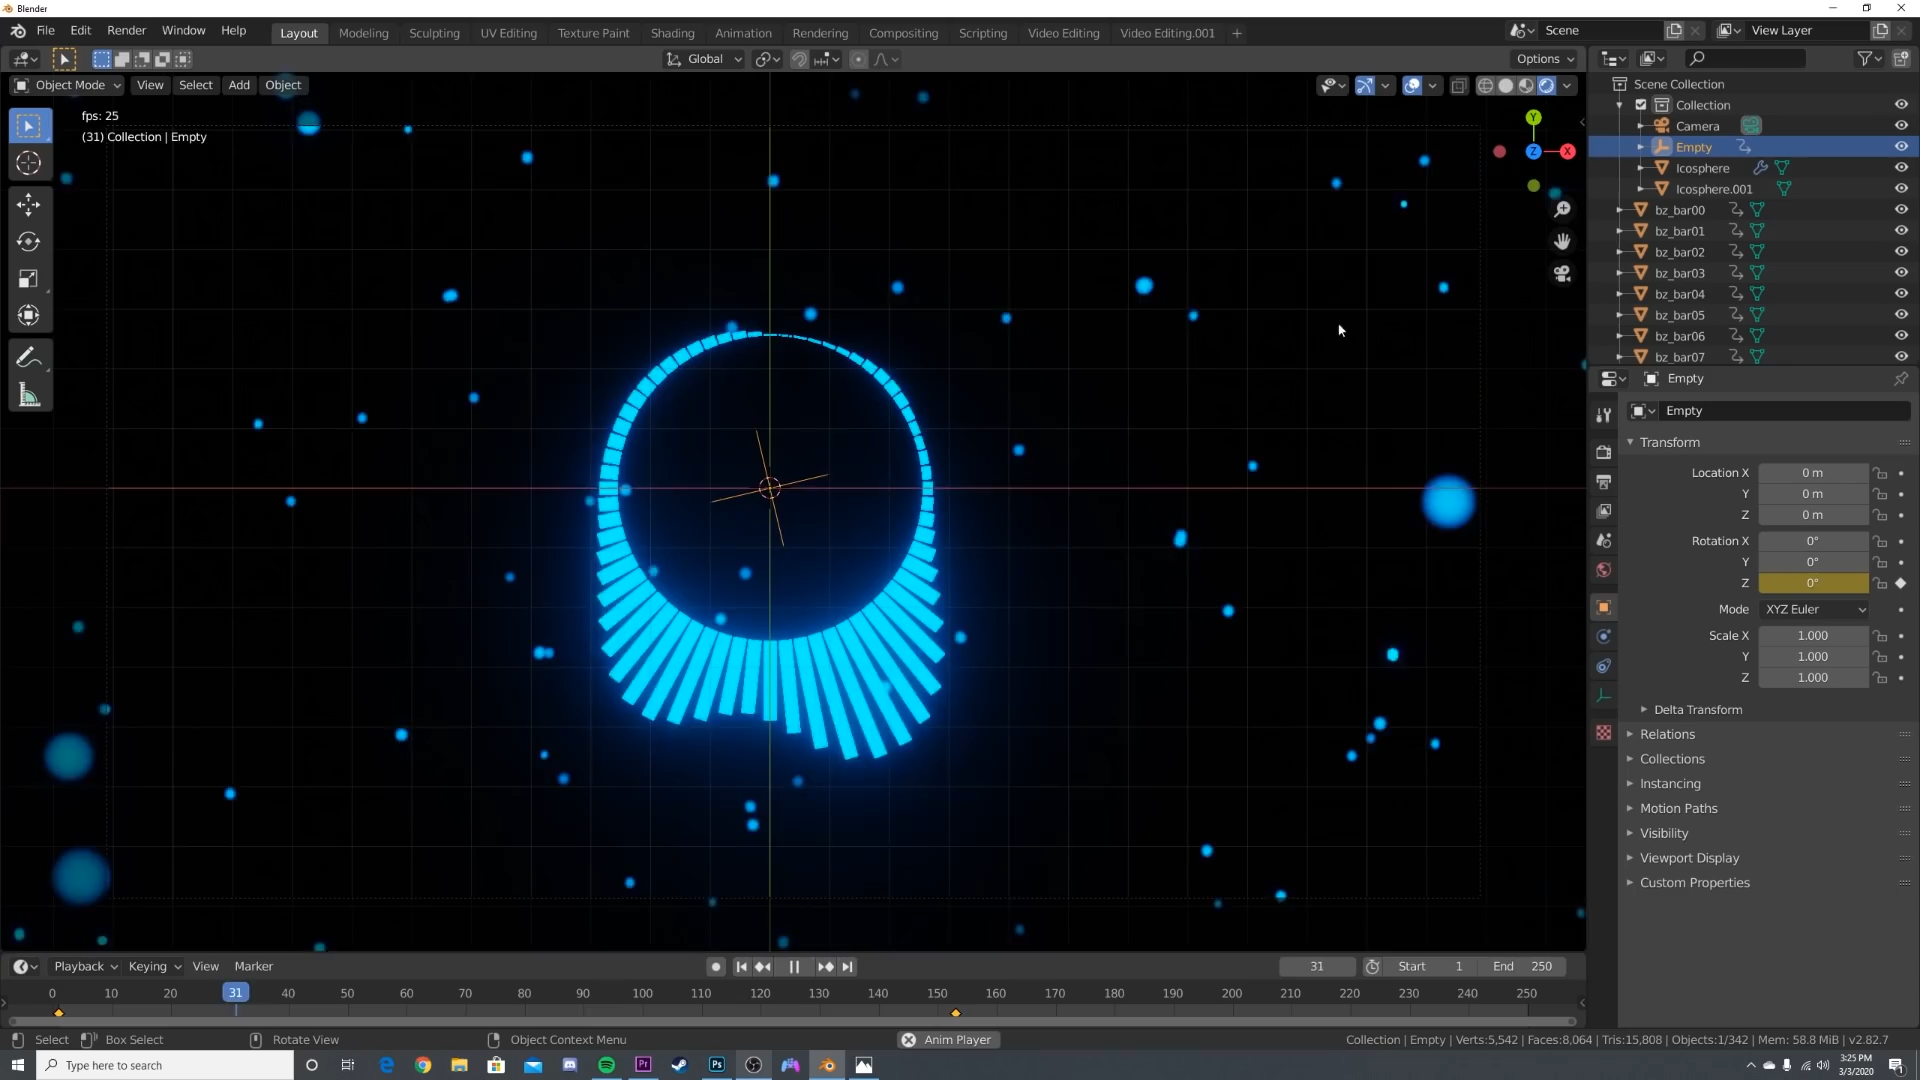 Blender
File Edit Render Window Help Layout Modeling Sculpting UV Editing Texture Paint Shading Animation Rendering Compositing Scripting Video Editing Video Editing.001 + Scene View Layer
Global Options
Object Mode View Select Add Object
fps: 25
(31) Collection | Empty
Y
Z X
Scene Collection
Collection
Camera
Empty
Icosphere
Icosphere.001
bz_bar00
bz_bar01
bz_bar02
bz_bar03
bz_bar04
bz_bar05
bz_bar06
bz_bar07
Empty
Empty
Transform
Location X 0 m
Y 0 m
Z 0 m
Rotation X 0°
Y 0°
Z 0°
Mode XYZ Euler
Scale X 1.000
Y 1.000
Z 1.000
Delta Transform
Relations
Collections
Instancing
Motion Paths
Visibility
Viewport Display
Custom Properties
Playback Keying View Marker 31 Start 1 End 250
0 10 20 31 40 50 60 70 80 90 100 110 120 130 140 150 160 170 180 190 200 210 220 230 240 250
Select Box Select Rotate View Object Context Menu Anim Player Collection | Empty | Verts:5,542 | Faces:8,064 | Tris:15,808 | Objects:1/342 | Mem: 58.8 MiB | v2.82.7
Type here to search
Pr
Ps
3:25 PM
3/3/2020